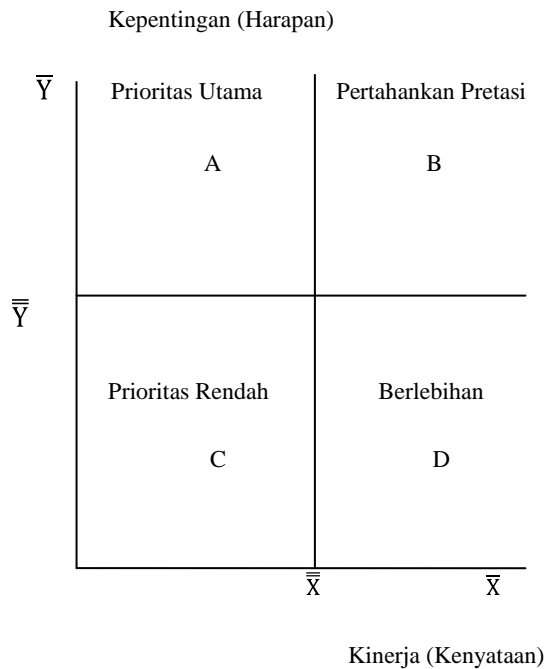 Kepentingan (Harapan)
Y̅ Prioritas Utama Pertahankan Pretasi
A B
Y̿
Prioritas Rendah Berlebihan
C D
X̿ X̅
Kinerja (Kenyataan)